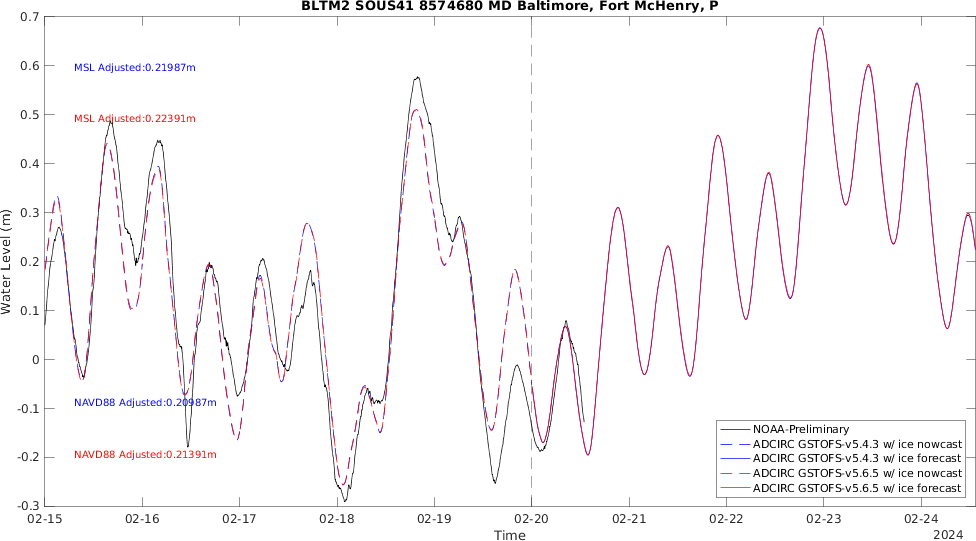 BLTM2 SOUS41 8574680 MD Baltimore, Fort McHenry, P
0.7
0.6
0.5
0.4
0.3
0.2
0.1
0
-0.1
-0.2
-0.3
Water Level (m)
MSL Adjusted:0.21987m
MSL Adjusted:0.22391m
NAVD88 Adjusted:0.20987m
NAVD88 Adjusted:0.21391m
NOAA-Preliminary
ADCIRC GSTOFS-v5.4.3 w/ ice nowcast
ADCIRC GSTOFS-v5.4.3 w/ ice forecast
ADCIRC GSTOFS-v5.6.5 w/ ice nowcast
ADCIRC GSTOFS-v5.6.5 w/ ice forecast
02-15 02-16 02-17 02-18 02-19 02-20 02-21 02-22 02-23 02-24
Time
2024